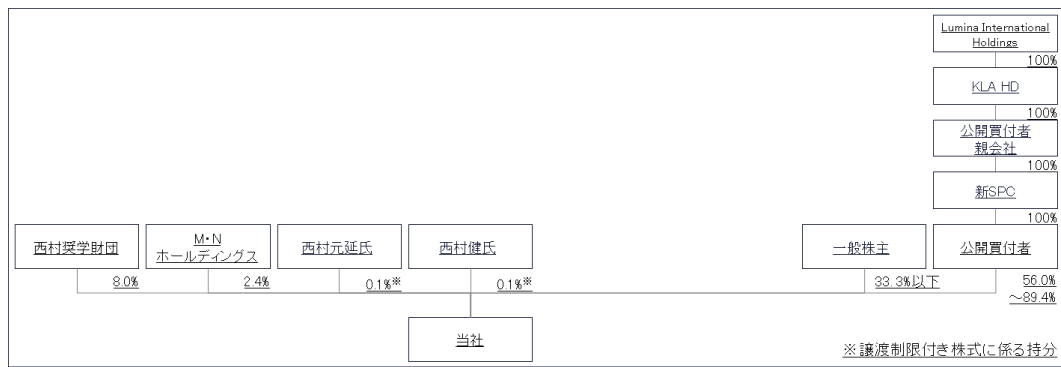 Lumina International
Holdings
100%
KLA HD
100%
公開買付者
親会社
100%
新SPC
100%
西村奨学財団
M・N
ホールディングス
西村元延氏
西村健氏
一般株主
公開買付者
8.0%
2.4%
0.1%※
0.1%※
33.3%以下
56.0%
～89.4%
当社
※譲渡制限付き株式に係る持分